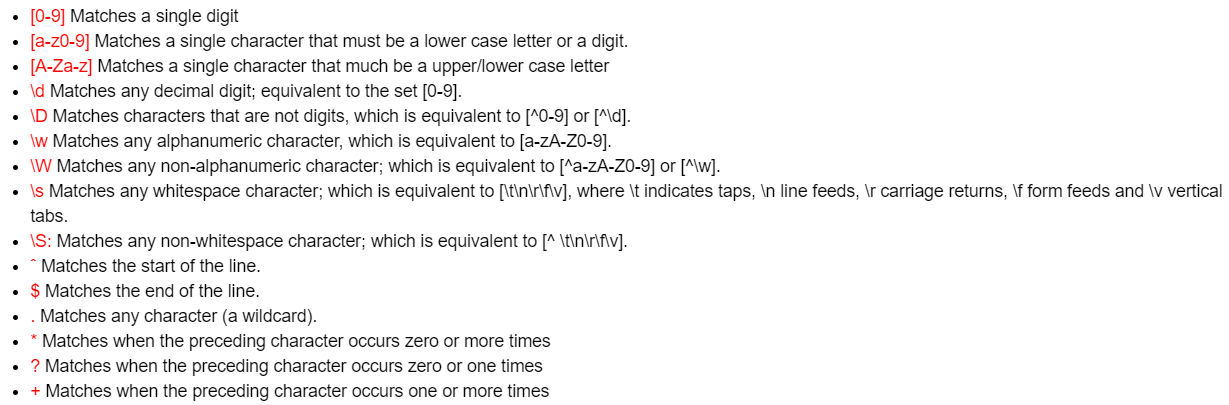 • [0-9] Matches a single digit
• [a-z0-9] Matches a single character that must be a lower case letter or a digit.
• [A-Za-z] Matches a single character that much be a upper/lower case letter
• \d Matches any decimal digit; equivalent to the set [0-9].
• \D Matches characters that are not digits, which is equivalent to [^0-9] or [^\d].
• \w Matches any alphanumeric character, which is equivalent to [a-zA-Z0-9].
• \W Matches any non-alphanumeric character; which is equivalent to [^a-zA-Z0-9] or [^\w].
• \s Matches any whitespace character; which is equivalent to [\t\n\r\f\v], where \t indicates taps, \n line feeds, \r carriage returns, \f form feeds and \v vertical
tabs.
• \S: Matches any non-whitespace character; which is equivalent to [^ \t\n\r\f\v].
• ˆ Matches the start of the line.
• $ Matches the end of the line.
• . Matches any character (a wildcard).
• * Matches when the preceding character occurs zero or more times
• ? Matches when the preceding character occurs zero or one times
• + Matches when the preceding character occurs one or more times